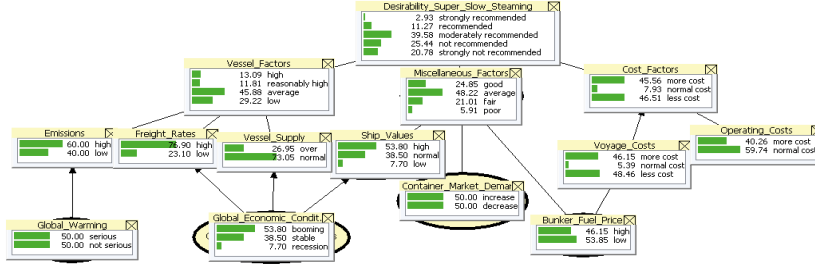 Desirability_Super_Slow_Steaming
2.93 strongly recommended
11.27 recommended
39.58 moderately recommended
25.44 not recommended
20.78 strongly not recommended
Vessel_Factors
13.09 high
11.81 reasonably high
45.88 average
29.22 low
Miscellaneous_Factors
24.85 good
48.22 average
21.01 fair
5.91 poor
Cost_Factors
45.56 more cost
7.93 normal cost
46.51 less cost
Emissions
60.00 high
40.00 low
Freight_Rates
76.90 high
23.10 low
Vessel_Supply
26.95 over
73.05 normal
Ship_Values
53.80 high
38.50 normal
7.70 low
Voyage_Costs
46.15 more cost
5.39 normal cost
48.46 less cost
Operating_Costs
40.26 more cost
59.74 normal cost
Container_Market_Demai
50.00 increase
50.00 decrease
Global_Warming
50.00 serious
50.00 not serious
Global_Economic_Condit.
53.80 booming
38.50 stable
7.70 recession
Bunker_Fuel_Price
46.15 high
53.85 low